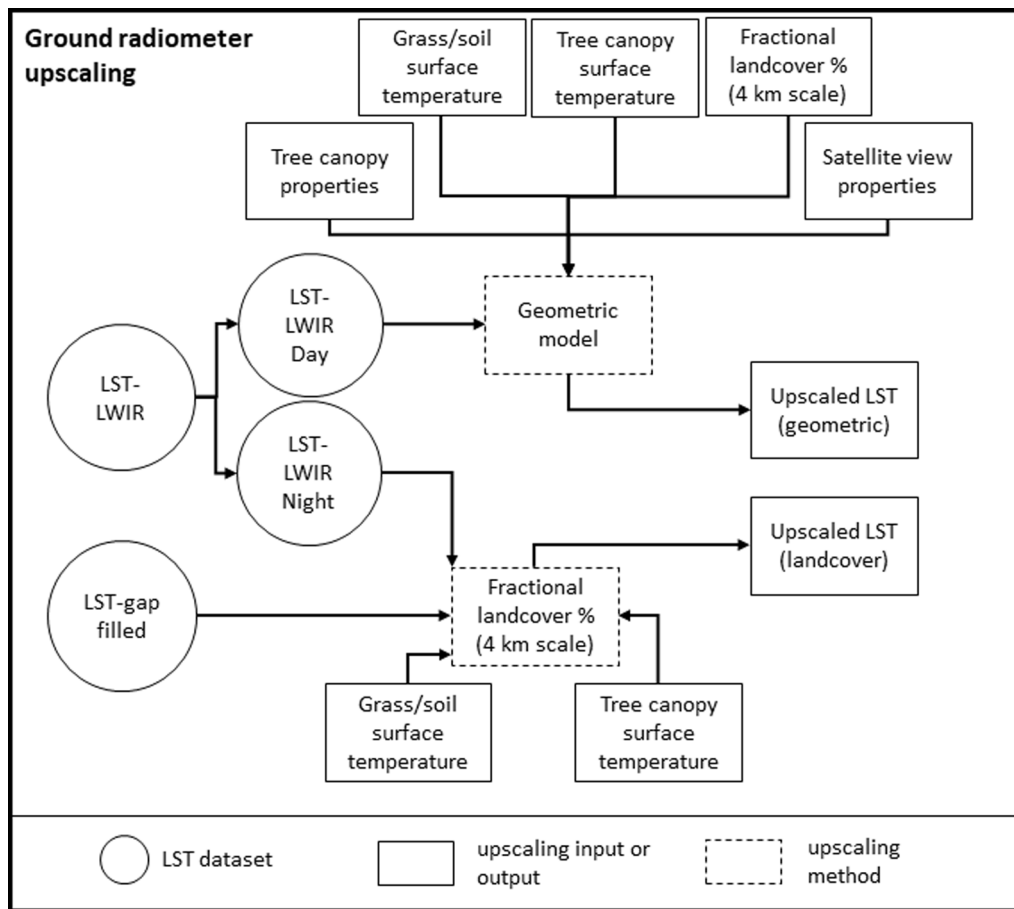 Ground radiometer
upscaling
Grass/soil
surface
temperature
Tree canopy
surface
temperature
Fractional
landcover %
(4 km scale)
Tree canopy
properties
Satellite view
properties
LST-
LWIR
Day
Geometric
model
LST-
LWIR
Upscaled LST
(geometric)
LST-
LWIR
Night
Upscaled LST
(landcover)
LST-gap
filled
Fractional
landcover %
(4 km scale)
Grass/soil
surface
temperature
Tree canopy
surface
temperature
LST dataset
upscaling input or
output
upscaling
method